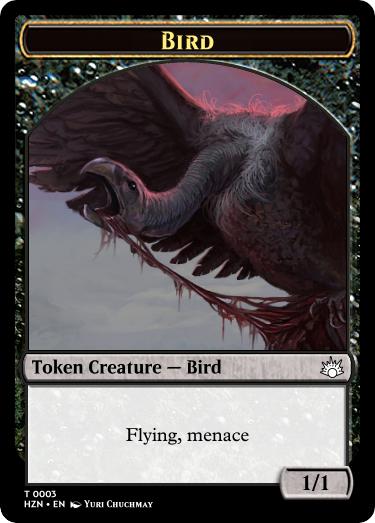 Bird
Token Creature — Bird
Flying, menace
1/1
T 0003
HZN • EN Yuri Chuchmay